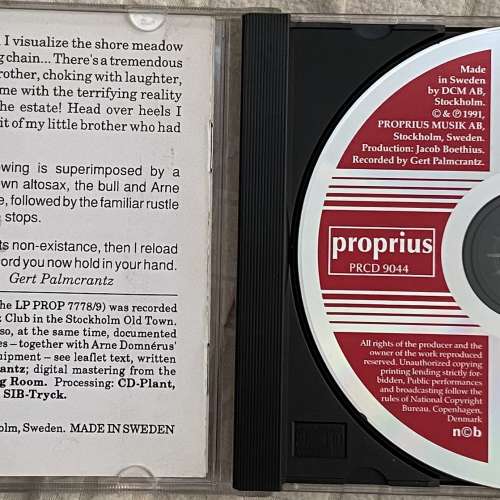 I visualize the shore meadow
g chain... There's a tremendous
rother, choking with laughter,
me with the terrifying reality
the estate! Head over heels I
it of my little brother who had
owing is superimposed by a
wn altosax, the bull and Arne
e, followed by the familiar rustle
stops.
ts non-existance, then I reload
ord you now hold in your hand.
Gert Palmcrantz
he LP PROP 7778/9) was recorded
z Club in the Stockholm Old Town.
so, at the same time, documented
es – together with Arne Domnérus'
uipment – see leaflet text, written
antz; digital mastering from the
g Room. Processing: CD-Plant,
SIB-Tryck.
olm, Sweden. MADE IN SWEDEN
Made
in Sweden
by DCM AB,
Stockholm.
©&℗1991,
PROPRIUS MUSIK AB,
Stockholm, Sweden.
Production: Jacob Boethius.
Recorded by Gert Palmcrantz.
proprius
PRCD 9044
All rights of the producer and the
owner of the work reproduced
reserved. Unauthorized copying
printing lending strictly for-
bidden, Public performances
and broadcasting follow the
rules of National Copyright
Bureau. Copenhagen,
Denmark
n©b